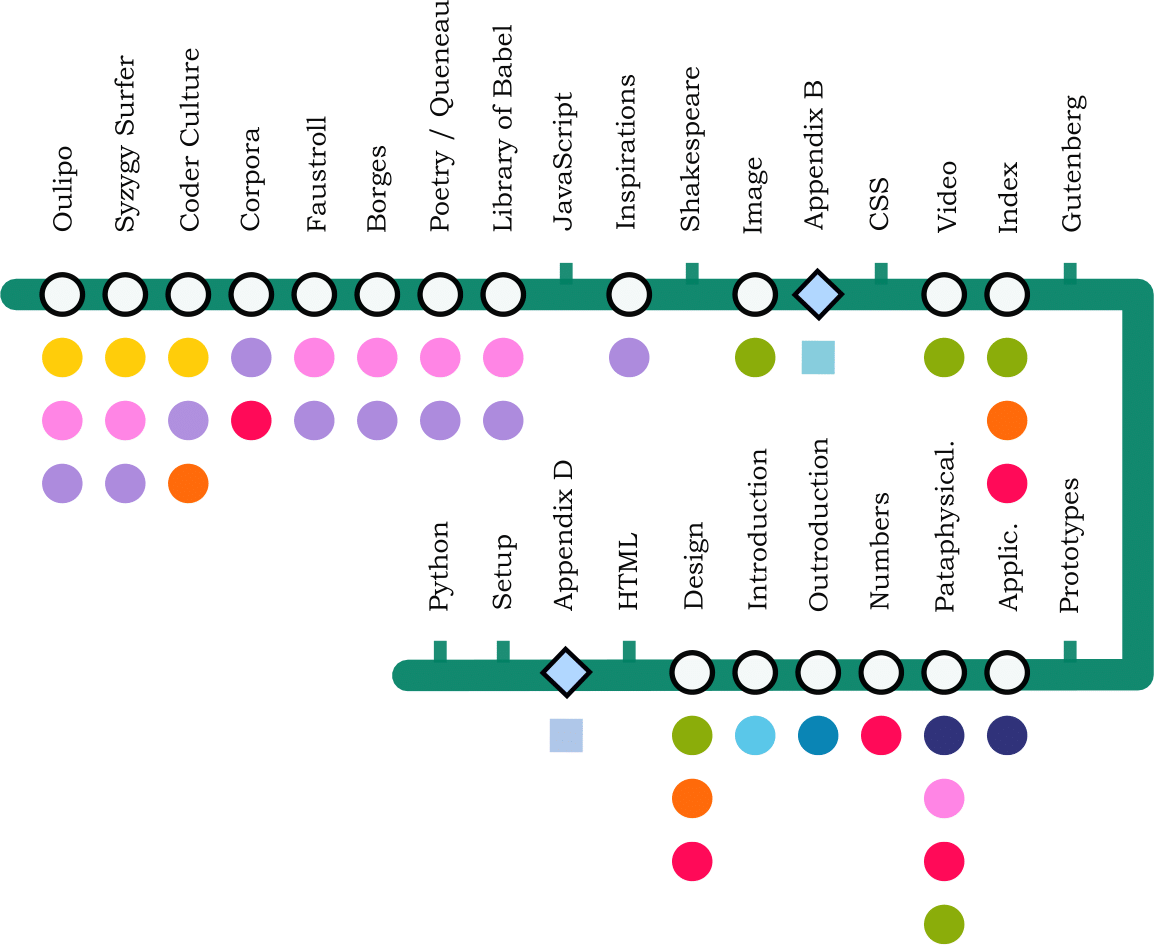 Oulipo
Syzygy Surfer
Coder Culture
Corpora
Faustroll
Borges
Poetry / Queneau
Library of Babel
JavaScript
Inspirations
Shakespeare
Image
Appendix B
CSS
Video
Index
Gutenberg
Python
Setup
Appendix D
HTML
Design
Introduction
Outroduction
Numbers
Pataphysical.
Applic.
Prototypes